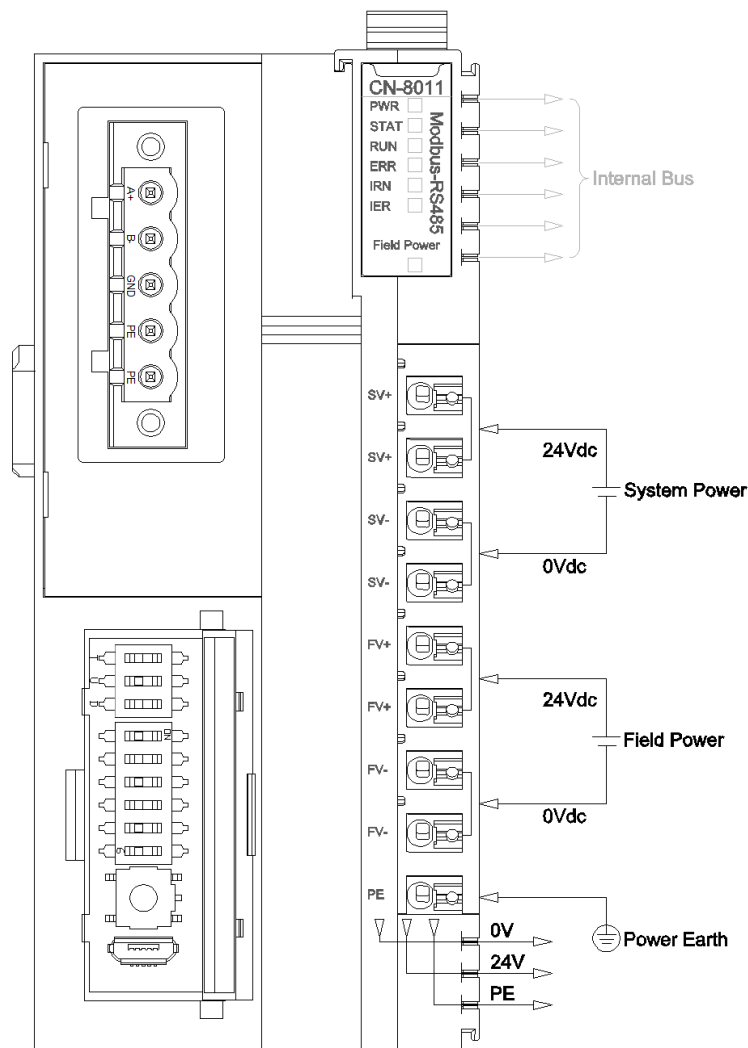 CN-8011
PWR
STAT
RUN
ERR
IRN
IER
Modbus-RS485
Field Power
Internal Bus
A+
B-
GND
PE
PE
SV+
SV+
SV-
SV-
FV+
FV+
FV-
FV-
PE
24Vdc
System Power
0Vdc
24Vdc
Field Power
0Vdc
Power Earth
0V
24V
PE
ON
6